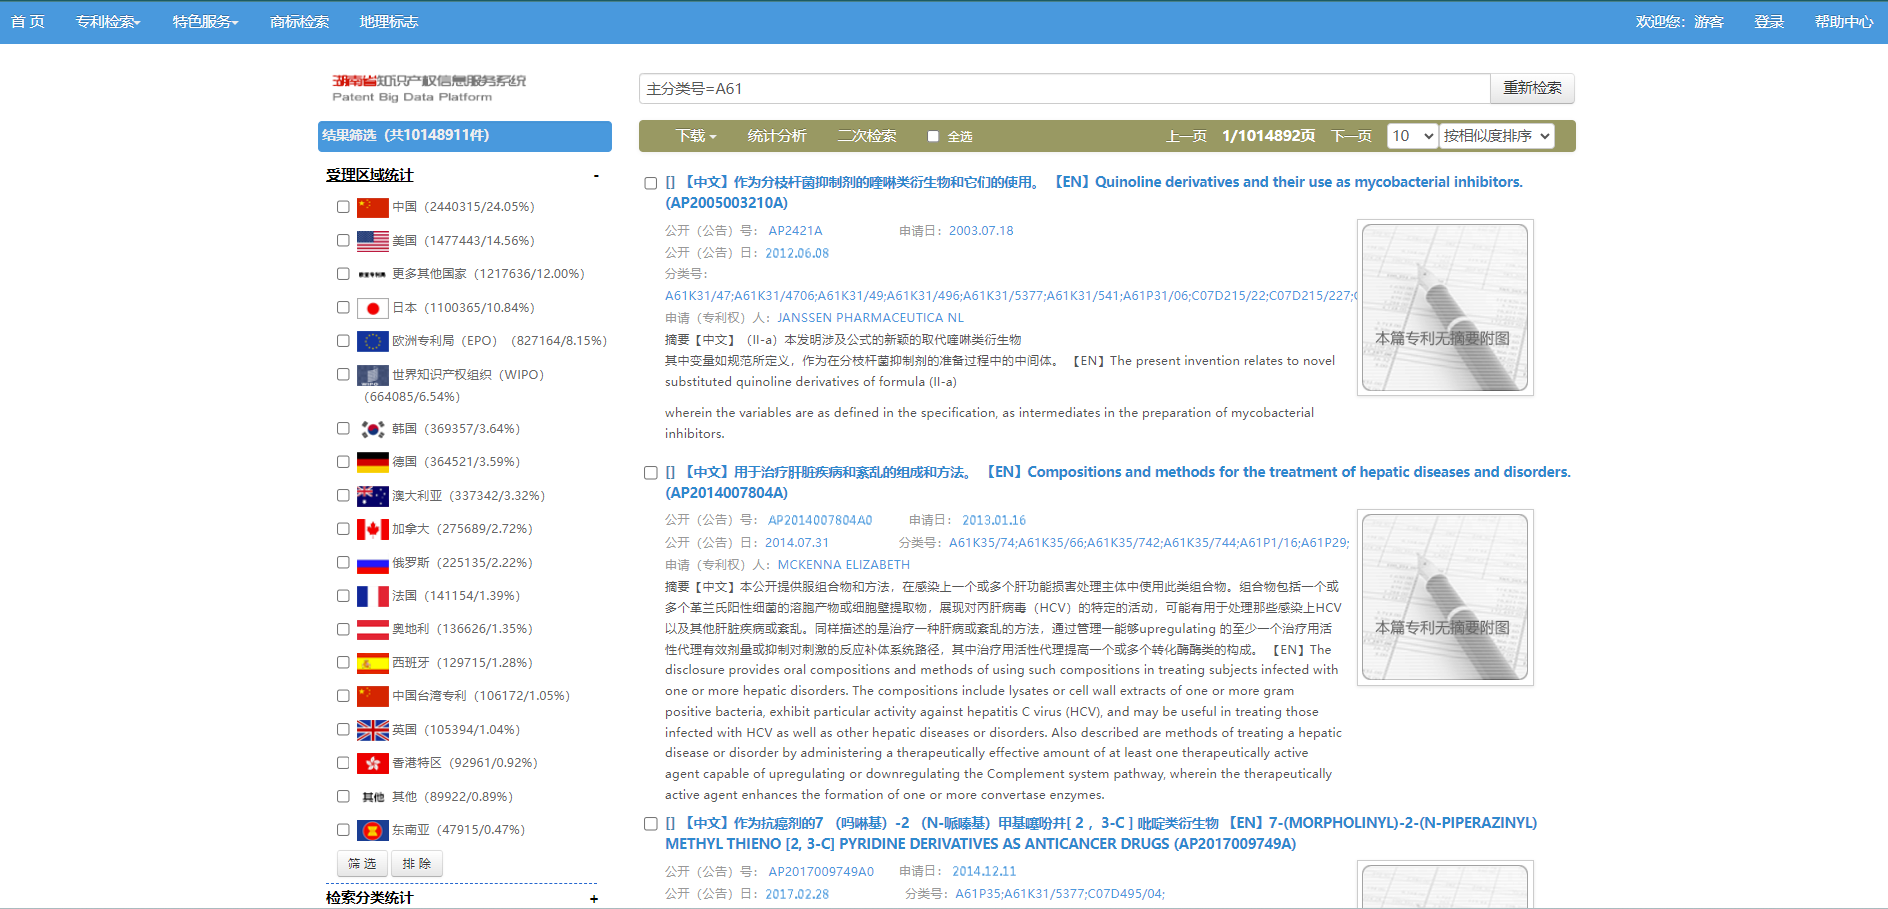 首 页 专利检索 特色服务 商标检索 地理标志 欢迎您：游客 登录 帮助中心
湖南省知识产权信息服务系统
Patent Big Data Platform
主分类号=A61 重新检索
结果筛选（共10148911件）
下载 统计分析 二次检索 全选 上一页 1/1014892页 下一页 10 按相似度排序
受理区域统计 -
中国（2440315/24.05%）
美国（1477443/14.56%）
更多其他国家（1217636/12.00%）
日本（1100365/10.84%）
欧洲专利局（EPO）（827164/8.15%）
WIPO 世界知识产权组织（WIPO）
（664085/6.54%）
韩国（369357/3.64%）
德国（364521/3.59%）
澳大利亚（337342/3.32%）
加拿大（275689/2.72%）
俄罗斯（225135/2.22%）
法国（141154/1.39%）
奥地利（136626/1.35%）
西班牙（129715/1.28%）
中国台湾专利（106172/1.05%）
英国（105394/1.04%）
香港特区（92961/0.92%）
其他 其他（89922/0.89%）
东南亚（47915/0.47%）
筛 选 排 除
检索分类统计 +
[] 【中文】作为分枝杆菌抑制剂的喹啉类衍生物和它们的使用。 【EN】Quinoline derivatives and their use as mycobacterial inhibitors.
(AP2005003210A)
公开（公告）号： AP2421A 申请日：2003.07.18
公开（公告）日：2012.06.08
分类号：
A61K31/47;A61K31/4706;A61K31/49;A61K31/496;A61K31/5377;A61K31/541;A61P31/06;C07D215/22;C07D215/227;C
申请（专利权）人：JANSSEN PHARMACEUTICA NL
摘要【中文】（II-a）本发明涉及公式的新颖的取代喹啉类衍生物
其中变量如规范所定义，作为在分枝杆菌抑制剂的准备过程中的中间体。 【EN】The present invention relates to novel
substituted quinoline derivatives of formula (II-a)
wherein the variables are as defined in the specification, as intermediates in the preparation of mycobacterial
inhibitors.
本篇专利无摘要附图
[] 【中文】用于治疗肝脏疾病和紊乱的组成和方法。 【EN】Compositions and methods for the treatment of hepatic diseases and disorders.
(AP2014007804A)
公开（公告）号： AP2014007804A0 申请日：2013.01.16
公开（公告）日：2014.07.31 分类号：A61K35/74;A61K35/66;A61K35/742;A61K35/744;A61P1/16;A61P29;
申请（专利权）人：MCKENNA ELIZABETH
摘要【中文】本公开提供服组合物和方法，在感染上一个或多个肝功能损害处理主体中使用此类组合物。组合物包括一个或
多个革兰氏阳性细菌的溶胞产物或细胞壁提取物，展现对丙肝病毒（HCV）的特定的活动，可能有用于处理那些感染上HCV
以及其他肝脏疾病或紊乱。同样描述的是治疗一种肝病或紊乱的方法，通过管理一能够upregulating 的至少一个治疗用活
性代理有效剂量或抑制对刺激的反应补体系统路径，其中治疗用活性代理提高一个或多个转化酶酶类的构成。 【EN】The
disclosure provides oral compositions and methods of using such compositions in treating subjects infected with
one or more hepatic disorders. The compositions include lysates or cell wall extracts of one or more gram
positive bacteria, exhibit particular activity against hepatitis C virus (HCV), and may be useful in treating those
infected with HCV as well as other hepatic diseases or disorders. Also described are methods of treating a hepatic
disease or disorder by administering a therapeutically effective amount of at least one therapeutically active
agent capable of upregulating or downregulating the Complement system pathway, wherein the therapeutically
active agent enhances the formation of one or more convertase enzymes.
本篇专利无摘要附图
[] 【中文】作为抗癌剂的7 （吗啉基）-2 （N-哌嗪基）甲基噻吩并[ 2 ，3-C ] 吡啶类衍生物 【EN】7-(MORPHOLINYL)-2-(N-PIPERAZINYL)
METHYL THIENO [2, 3-C] PYRIDINE DERIVATIVES AS ANTICANCER DRUGS (AP2017009749A)
公开（公告）号： AP2017009749A0 申请日：2014.12.11
公开（公告）日：2017.02.28 分类号：A61P35;A61K31/5377;C07D495/04;